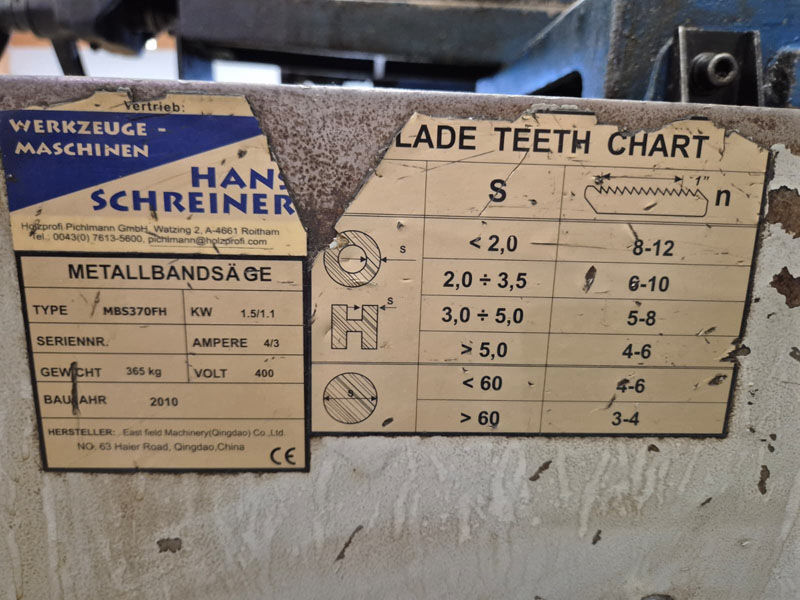 Vertrieb:
WERKZEUGE -
MASCHINEN
HANS
SCHREINER
Holzprofi Pichlmann GmbH, Watzing 2, A-4661 Roitham
Tel.: 0043(0) 7613-5600, pichlmann@holzprofi.com
METALLBANDSÄGE
TYPE MBS370FH KW 1.5/1.1
SERIENNR. AMPERE 4/3
GEWICHT 365 kg VOLT 400
BAUJAHR 2010
HERSTELLER: East field Machinery(Qingdao) Co.,Ltd.
NO. 63 Haier Road, Qingdao,China
CE
LADE TEETH CHART
S 1" n
S < 2,0 8-12
2,0 ÷ 3,5 6-10
S 3,0 ÷ 5,0 5-8
> 5,0 4-6
S < 60 4-6
> 60 3-4